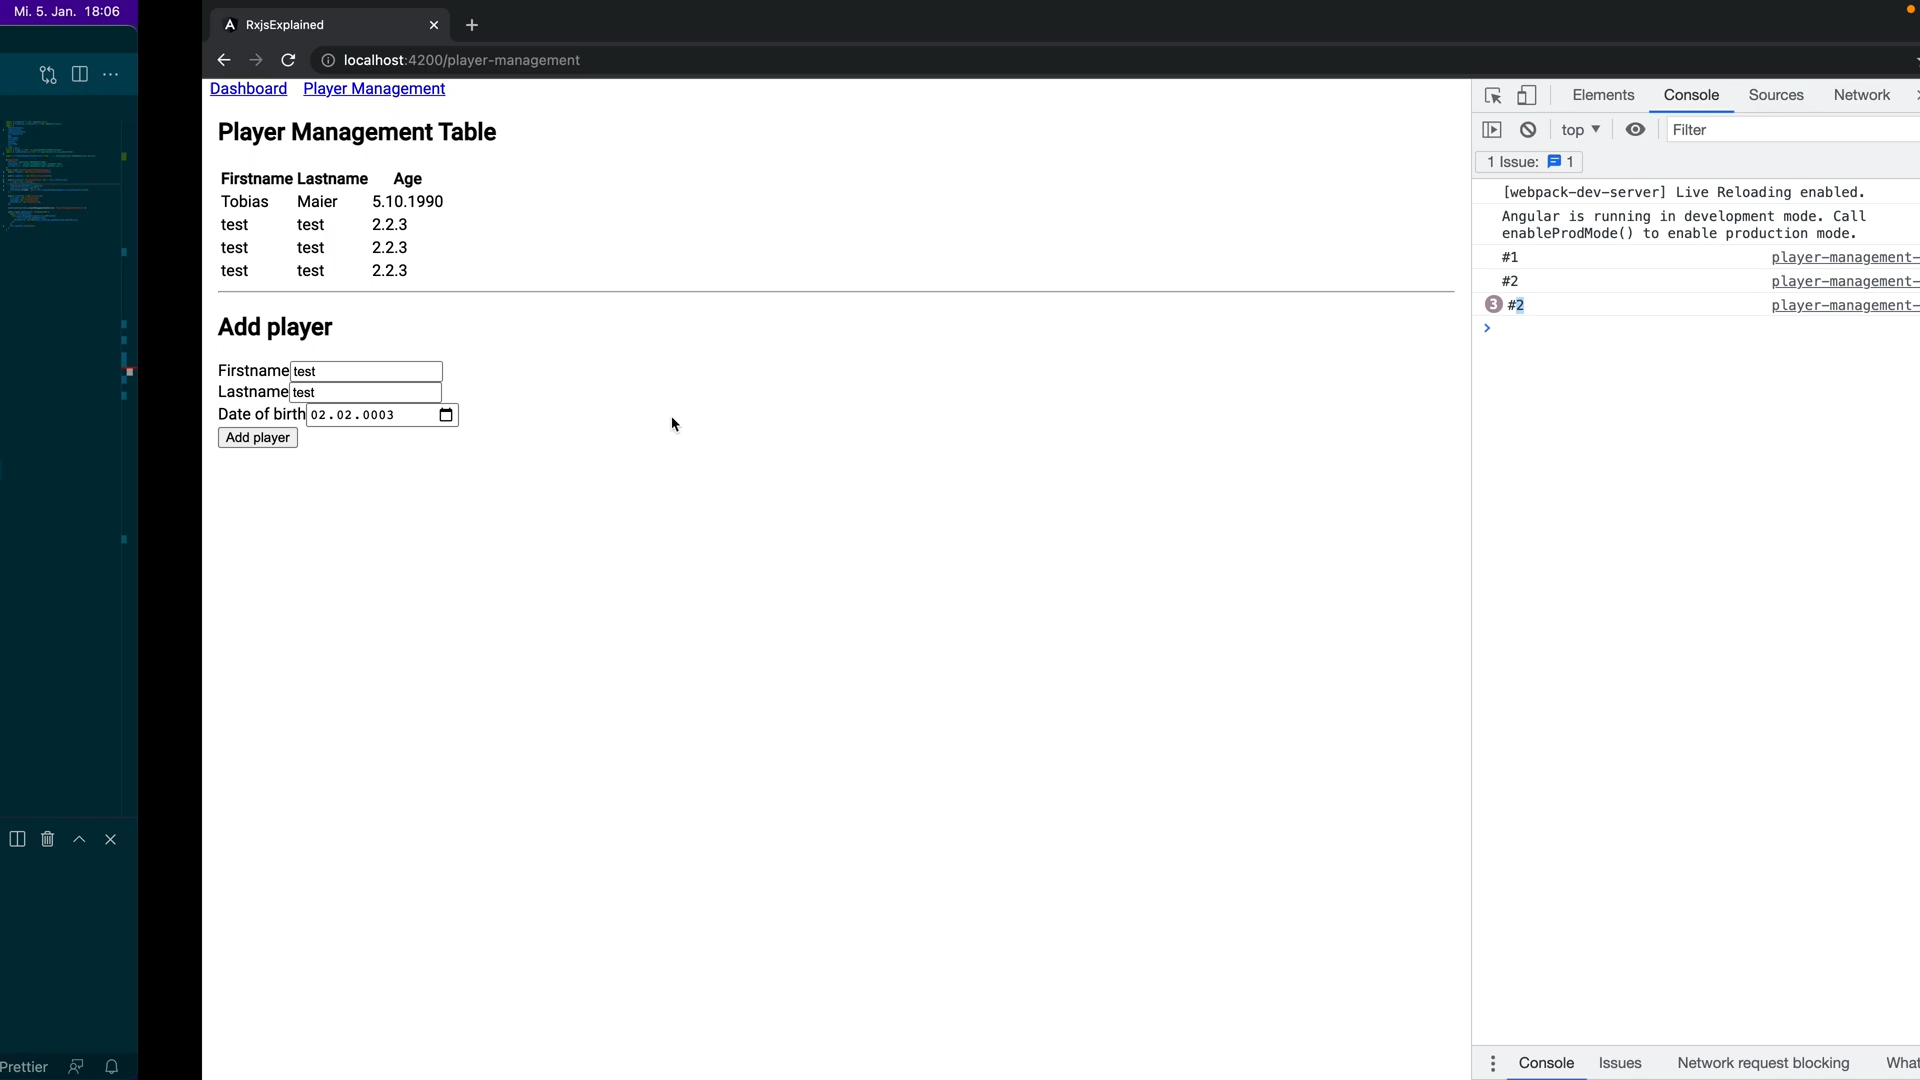 Mi. 5. Jan. 18:06
RxjsExplained
localhost:4200/player-management
Dashboard Player Management
Player Management Table
Firstname Lastname Age
Tobias Maier 5.10.1990
test test 2.2.3
test test 2.2.3
test test 2.2.3
Add player
Firstname test
Lastname test
Date of birth 02.02.0003
Add player
Elements Console Sources Network
top Filter
1 Issue: 1
[webpack-dev-server] Live Reloading enabled.
Angular is running in development mode. Call
enableProdMode() to enable production mode.
#1 player-management-
#2 player-management-
3 #2 player-management-
Console Issues Network request blocking What
Prettier